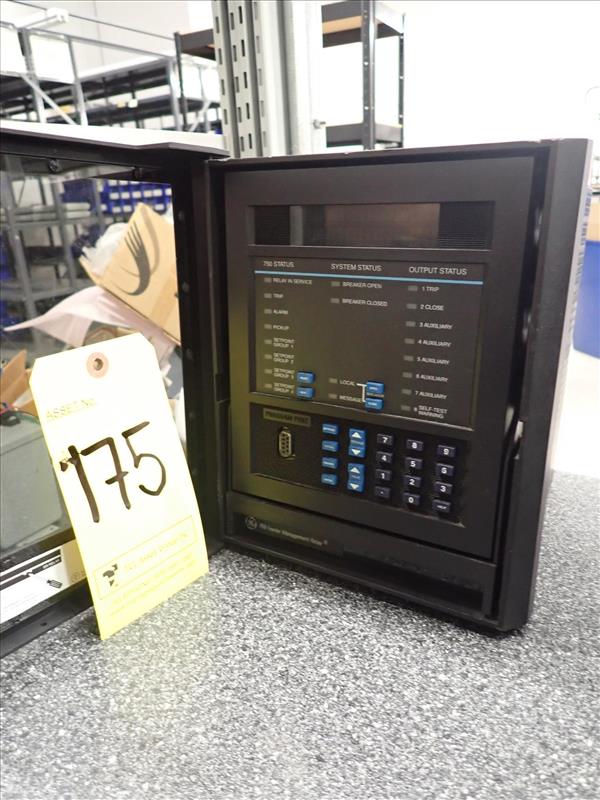 750 STATUS
SYSTEM STATUS
OUTPUT STATUS
RELAY IN SERVICE
TRIP
ALARM
PICKUP
SETPOINT
GROUP 1
SETPOINT
GROUP 2
SETPOINT
GROUP 3
SETPOINT
GROUP 4
BREAKER OPEN
BREAKER CLOSED
LOCAL
MESSAGE
1 TRIP
2 CLOSE
3 AUXILIARY
4 AUXILIARY
5 AUXILIARY
6 AUXILIARY
7 AUXILIARY
8 SELF-TEST
WARNING
PROGRAM PORT
7 8 9
4 5 6
1 2 3
0
HELP
750 Feeder Management Relay
ASSET NO.
175